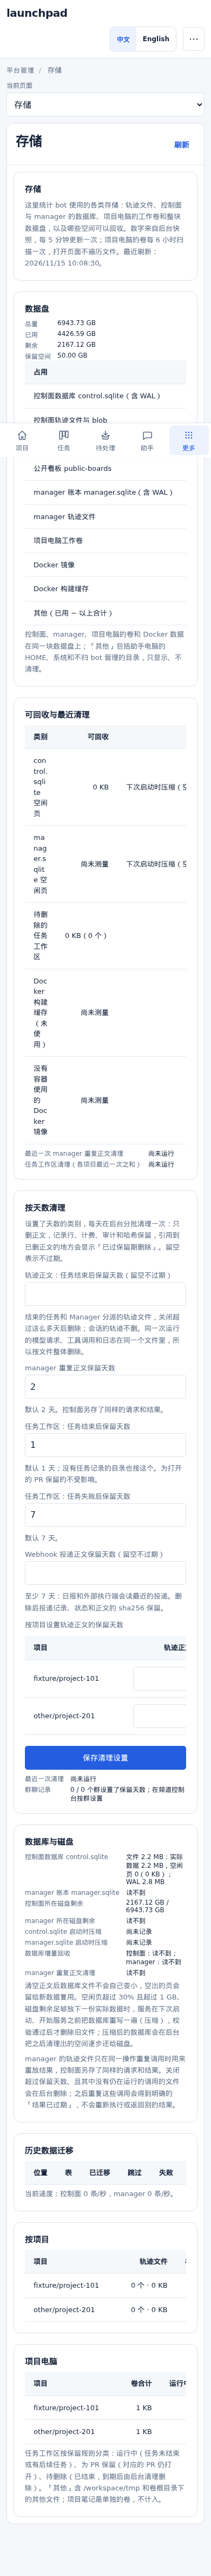 launchpad
中文 English ···
平台管理 / 存储
当前页面
存储
存储 刷新
存储
这里统计 bot 使用的各类存储：轨迹文件、控制面
与 manager 的数据库、项目电脑的工作卷和整块
数据盘，以及哪些空间可以回收。数字来自后台快
照，每 5 分钟更新一次；项目电脑的卷每 6 小时扫
描一次，打开页面不遍历文件。最近刷新：
2026/11/15 10:08:30。
数据盘
总量 6943.73 GB
已用 4426.59 GB
剩余 2167.12 GB
保留空间 50.00 GB
占用
控制面数据库 control.sqlite（含 WAL）
控制面轨迹文件与 blob
项目 任务 待处理 助手 更多
公开看板 public-boards
manager 账本 manager.sqlite（含 WAL）
manager 轨迹文件
项目电脑工作卷
Docker 镜像
Docker 构建缓存
其他（已用 − 以上合计）
控制面、manager、项目电脑的卷和 Docker 数据
在同一块数据盘上；「其他」包括助手电脑的
HOME、系统和不归 bot 管理的目录，只显示、不
清理。
可回收与最近清理
类别 可回收
con
trol.
sqli
te
空闲
页 0 KB 下次启动时压缩（空
ma
nag
er.s
qlit
e 空
闲页 尚未测量 下次启动时压缩（空
待删
除的
任务
工作
区 0 KB（0 个）
Doc
ker
构建
缓存
（未
使
用） 尚未测量
没有
容器
使用
的
Doc
ker
镜像 尚未测量
最近一次 manager 重复正文清理 尚未运行
任务工作区清理（各项目最近一次之和） 尚未运行
按天数清理
设置了天数的类别，每天在后台分批清理一次：只
删正文，记录行、计费、审计和哈希保留，引用到
已删正文的地方会显示「已过保留期删除」。留空
表示不过期。
轨迹正文：任务结束后保留天数（留空不过期）
结束的任务和 Manager 分派的轨迹文件，关闭超
过这么多天后删除；会话的轨迹不删。同一次运行
的模型请求、工具调用和日志在同一个文件里，所
以按文件整体删除。
manager 重复正文保留天数
2
默认 2 天。控制面另存了同样的请求和结果。
任务工作区：任务结束后保留天数
1
默认 1 天；没有任务记录的目录也按这个。为打开
的 PR 保留的不受影响。
任务工作区：任务失败后保留天数
7
默认 7 天。
Webhook 投递正文保留天数（留空不过期）
至少 7 天：日报和外部执行端会读最近的投递。删
除后投递记录、状态和正文的 sha256 保留。
按项目设置轨迹正文的保留天数
项目 轨迹正文
fixture/project-101
other/project-201
保存清理设置
最近一次清理 尚未运行
群聊记录 0 / 0 个群设置了保留天数；在频道控制
台按群设置
数据库与磁盘
控制面数据库 control.sqlite 文件 2.2 MB：实际
数据 2.2 MB，空闲
页 0（0 KB）；
WAL 2.8 MB
manager 账本 manager.sqlite 读不到
控制面所在磁盘剩余 2167.12 GB /
6943.73 GB
manager 所在磁盘剩余 读不到
control.sqlite 启动时压缩 尚未记录
manager.sqlite 启动时压缩 尚未记录
数据库增量回收 控制面：读不到；
manager：读不到
manager 重复正文清理 读不到
清空正文后数据库文件不会自己变小，空出的页会
留给新数据复用。空闲页超过 30% 且超过 1 GB、
磁盘剩余足够放下一份实际数据时，服务在下次启
动、开始服务之前把数据库重写一遍（压缩），校
验通过后才删除旧文件；压缩后的数据库会在后台
把之后清理出的空间逐步还给磁盘。
manager 的轨迹文件只在同一操作重复调用时用来
重放结果，控制面另存了同样的请求和结果。关闭
超过保留天数、且其中没有仍在运行的调用的文件
会在后台删除；之后重复这些调用会得到明确的
「结果已过期」，不会重新执行或返回别的结果。
历史数据迁移
位置 表 已迁移 跳过 失败
当前速度：控制面 0 条/秒，manager 0 条/秒。
按项目
项目 轨迹文件
fixture/project-101 0 个 · 0 KB
other/project-201 0 个 · 0 KB
项目电脑
项目 卷合计 运行中
fixture/project-101 1 KB
other/project-201 1 KB
任务工作区按保留规则分类：运行中（任务未结束
或有后续任务）、为 PR 保留（对应的 PR 仍打
开）、待删除（已结束，到期由后台清理删
除）。「其他」含 /workspace/tmp 和卷根目录下
的其他文件；项目笔记是单独的卷，不计入。